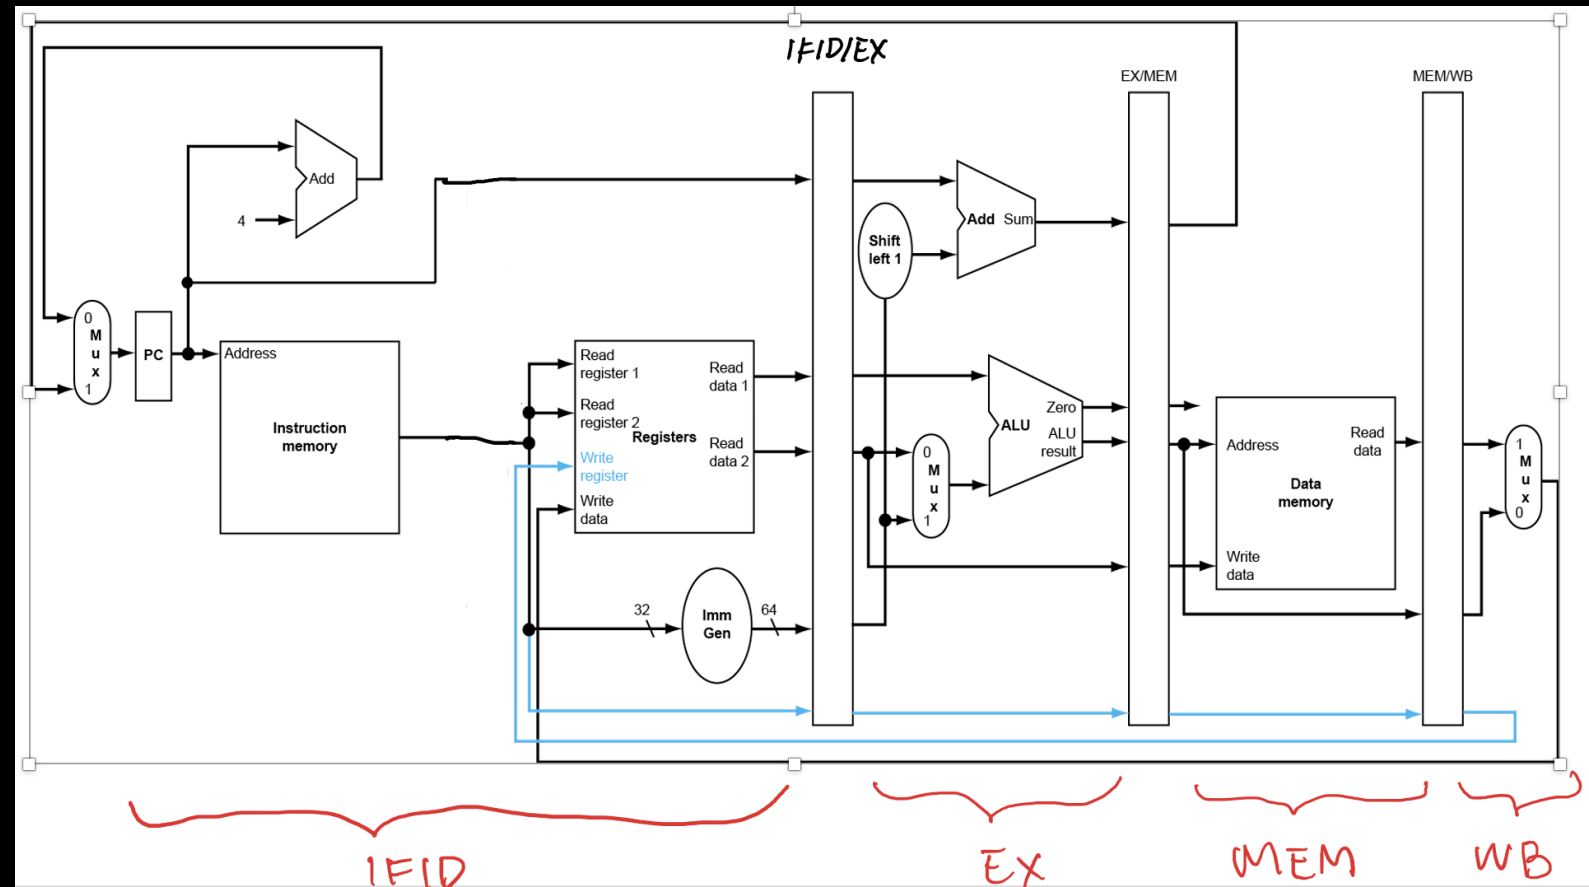 IFID/EX
EX/MEM
MEM/WB
Add
4
Add Sum
Shift
left 1
0
M
u
x
1
PC
Address
Instruction
memory
Read
register 1
Read
register 2
Registers
Write
register
Write
data
Read
data 1
Read
data 2
0
M
u
x
1
Zero
ALU
ALU
result
Address
Read
data
Data
memory
Write
data
1
M
u
x
0
32
Imm
Gen
64
IFID
EX
MEM
WB